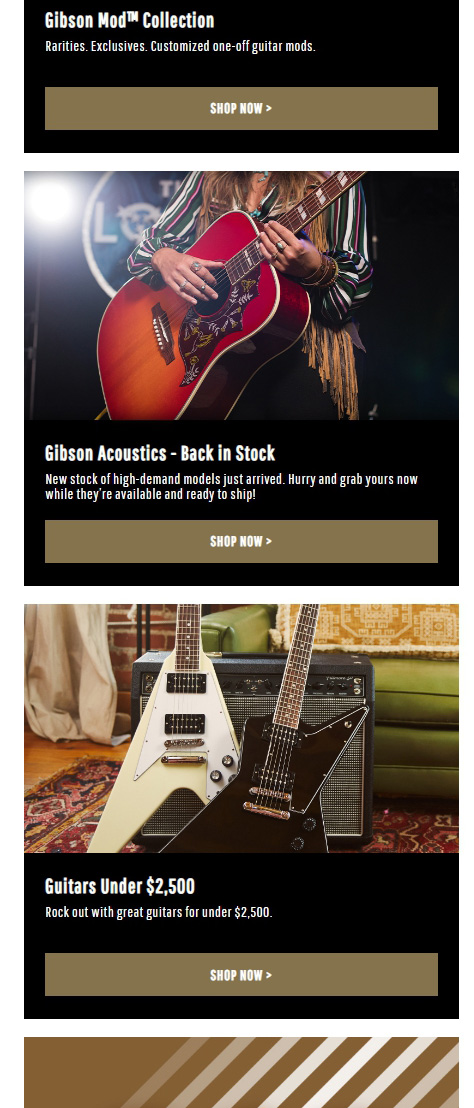 Gibson Mod™ Collection
Rarities. Exclusives. Customized one-off guitar mods.
SHOP NOW >
Gibson Acoustics - Back in Stock
New stock of high-demand models just arrived. Hurry and grab yours now
while they're available and ready to ship!
SHOP NOW >
Guitars Under $2,500
Rock out with great guitars for under $2,500.
SHOP NOW >